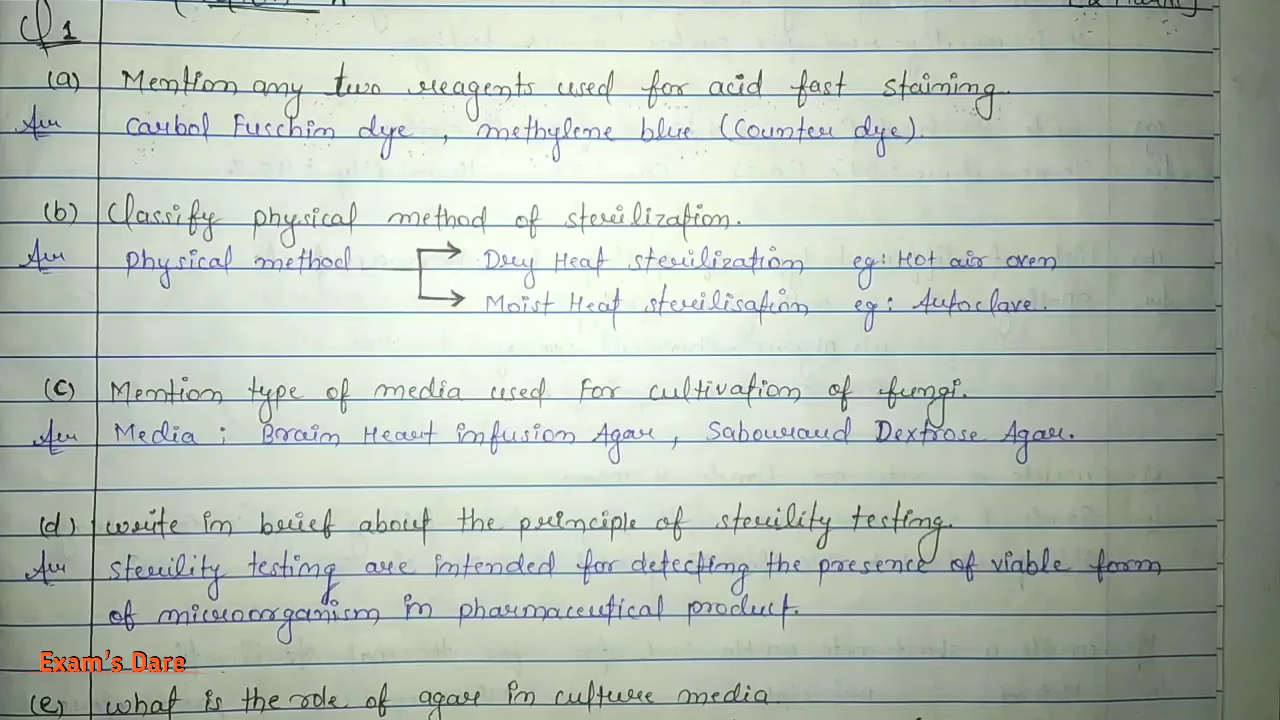 Q1
(a) Mention any two reagents used for acid fast staining.
Ans Carbol Fuschin dye, methylene blue (Counter dye).
(b) Classify physical method of sterilization.
Ans Physical method
Dry Heat sterilization eg: Hot air oven
Moist Heat sterilisation eg: Autoclave.
(c) Mention type of media used for cultivation of fungi.
Ans Media: Brain Heart infusion Agar, Sabouraud Dextrose Agar.
(d) write in brief about the principle of sterility testing.
Ans sterility testing are intended for detecting the presence of viable form
of microorganism in pharmaceutical product.
Exam's Dare
(e) what is the role of agar in culture media